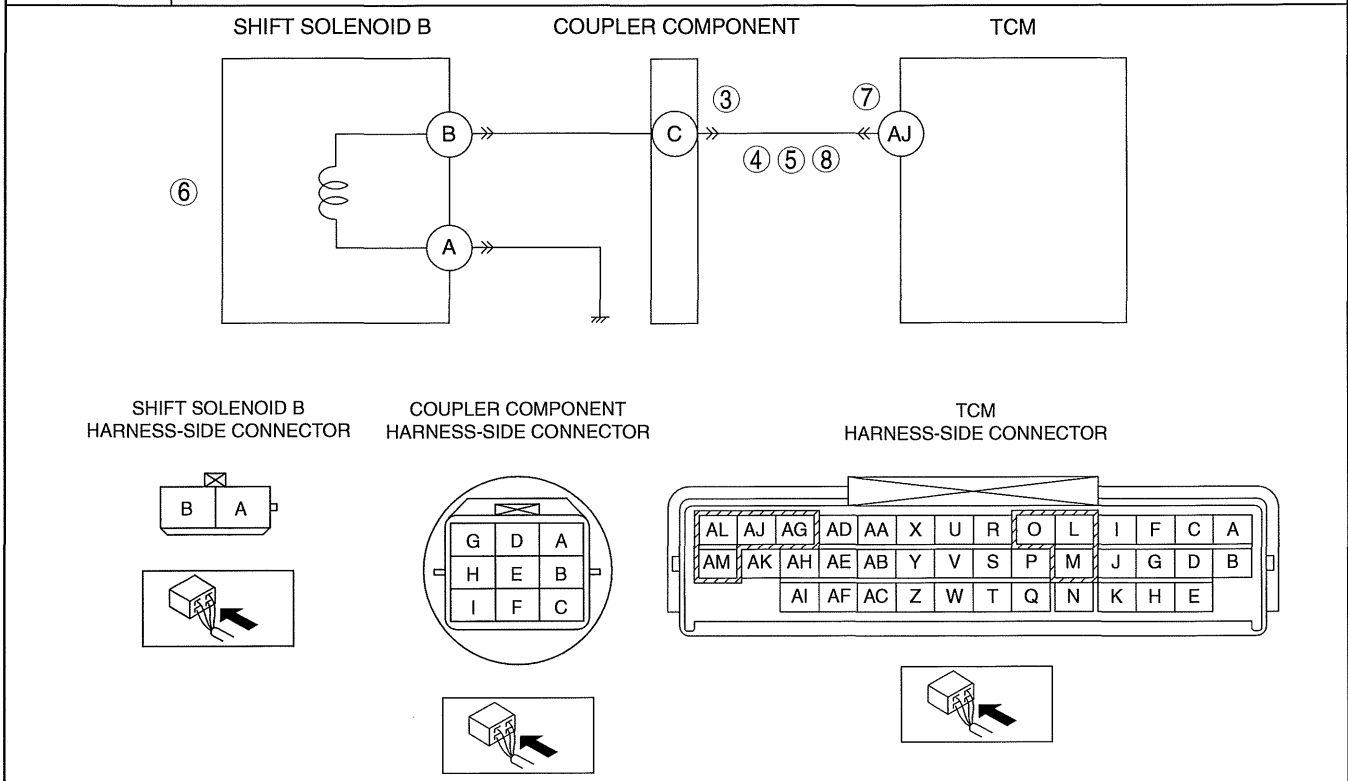 SHIFT SOLENOID B COUPLER COMPONENT TCM
③ ⑦
B C AJ
④ ⑤ ⑧
⑥
A
SHIFT SOLENOID B
HARNESS-SIDE CONNECTOR
B A
COUPLER COMPONENT
HARNESS-SIDE CONNECTOR
G D A
H E B
I F C
TCM
HARNESS-SIDE CONNECTOR
AL AJ AG AD AA X U R O L I F C A
AM AK AH AE AB Y V S P M J G D B
AI AF AC Z W T Q N K H E